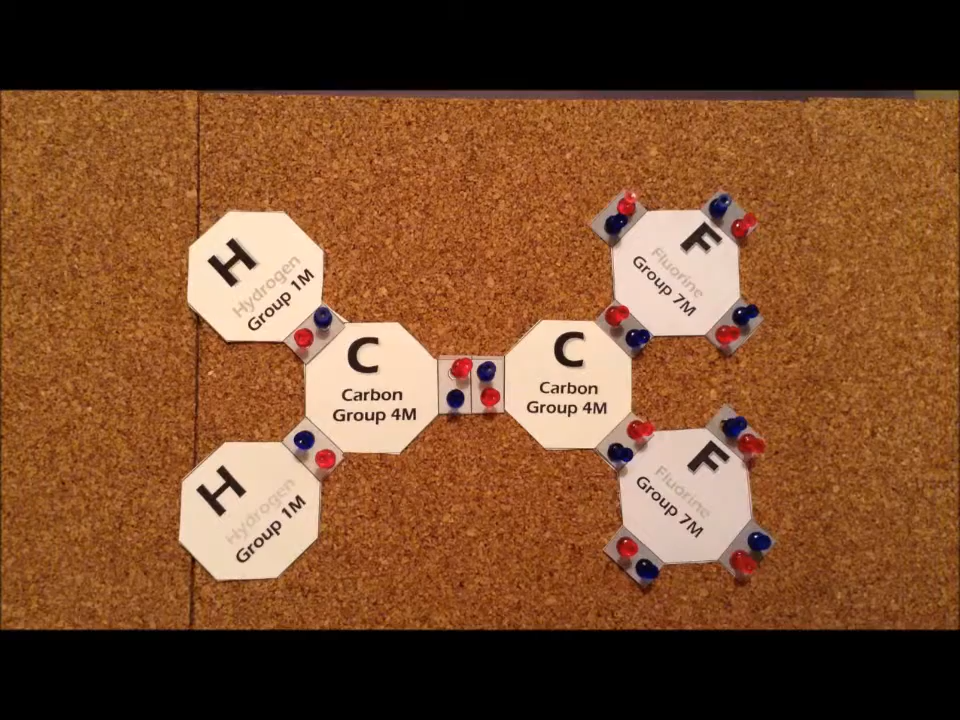 H
Hydrogen
Group 1M
C
Carbon
Group 4M
C
Carbon
Group 4M
F
Fluorine
Group 7M
H
Hydrogen
Group 1M
F
Fluorine
Group 7M